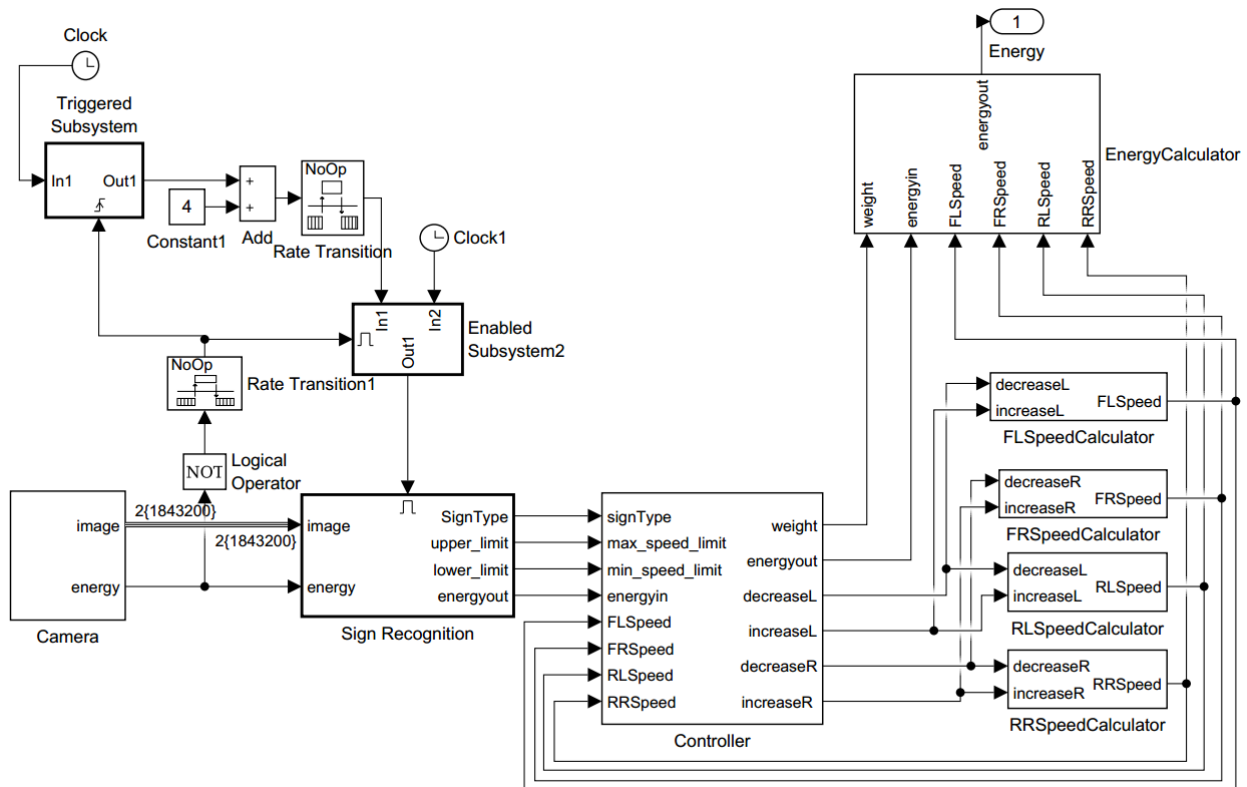 Clock
Triggered
Subsystem
In1
Out1
4
Constant1
+
+
Add
NoOp
Rate Transition
Clock1
In1
In2
Out1
Enabled
Subsystem2
NoOp
Rate Transition1
NOT
Logical
Operator
image
energy
Camera
2{1843200}
2{1843200}
image
energy
SignType
upper_limit
lower_limit
energyout
Sign Recognition
signType
max_speed_limit
min_speed_limit
energyin
FLSpeed
FRSpeed
RLSpeed
RRSpeed
weight
energyout
decreaseL
increaseL
decreaseR
increaseR
Controller
1
Energy
energyout
weight
energyin
FLSpeed
FRSpeed
RLSpeed
RRSpeed
EnergyCalculator
decreaseL
increaseL
FLSpeed
FLSpeedCalculator
decreaseR
increaseR
FRSpeed
FRSpeedCalculator
decreaseL
increaseL
RLSpeed
RLSpeedCalculator
decreaseR
increaseR
RRSpeed
RRSpeedCalculator